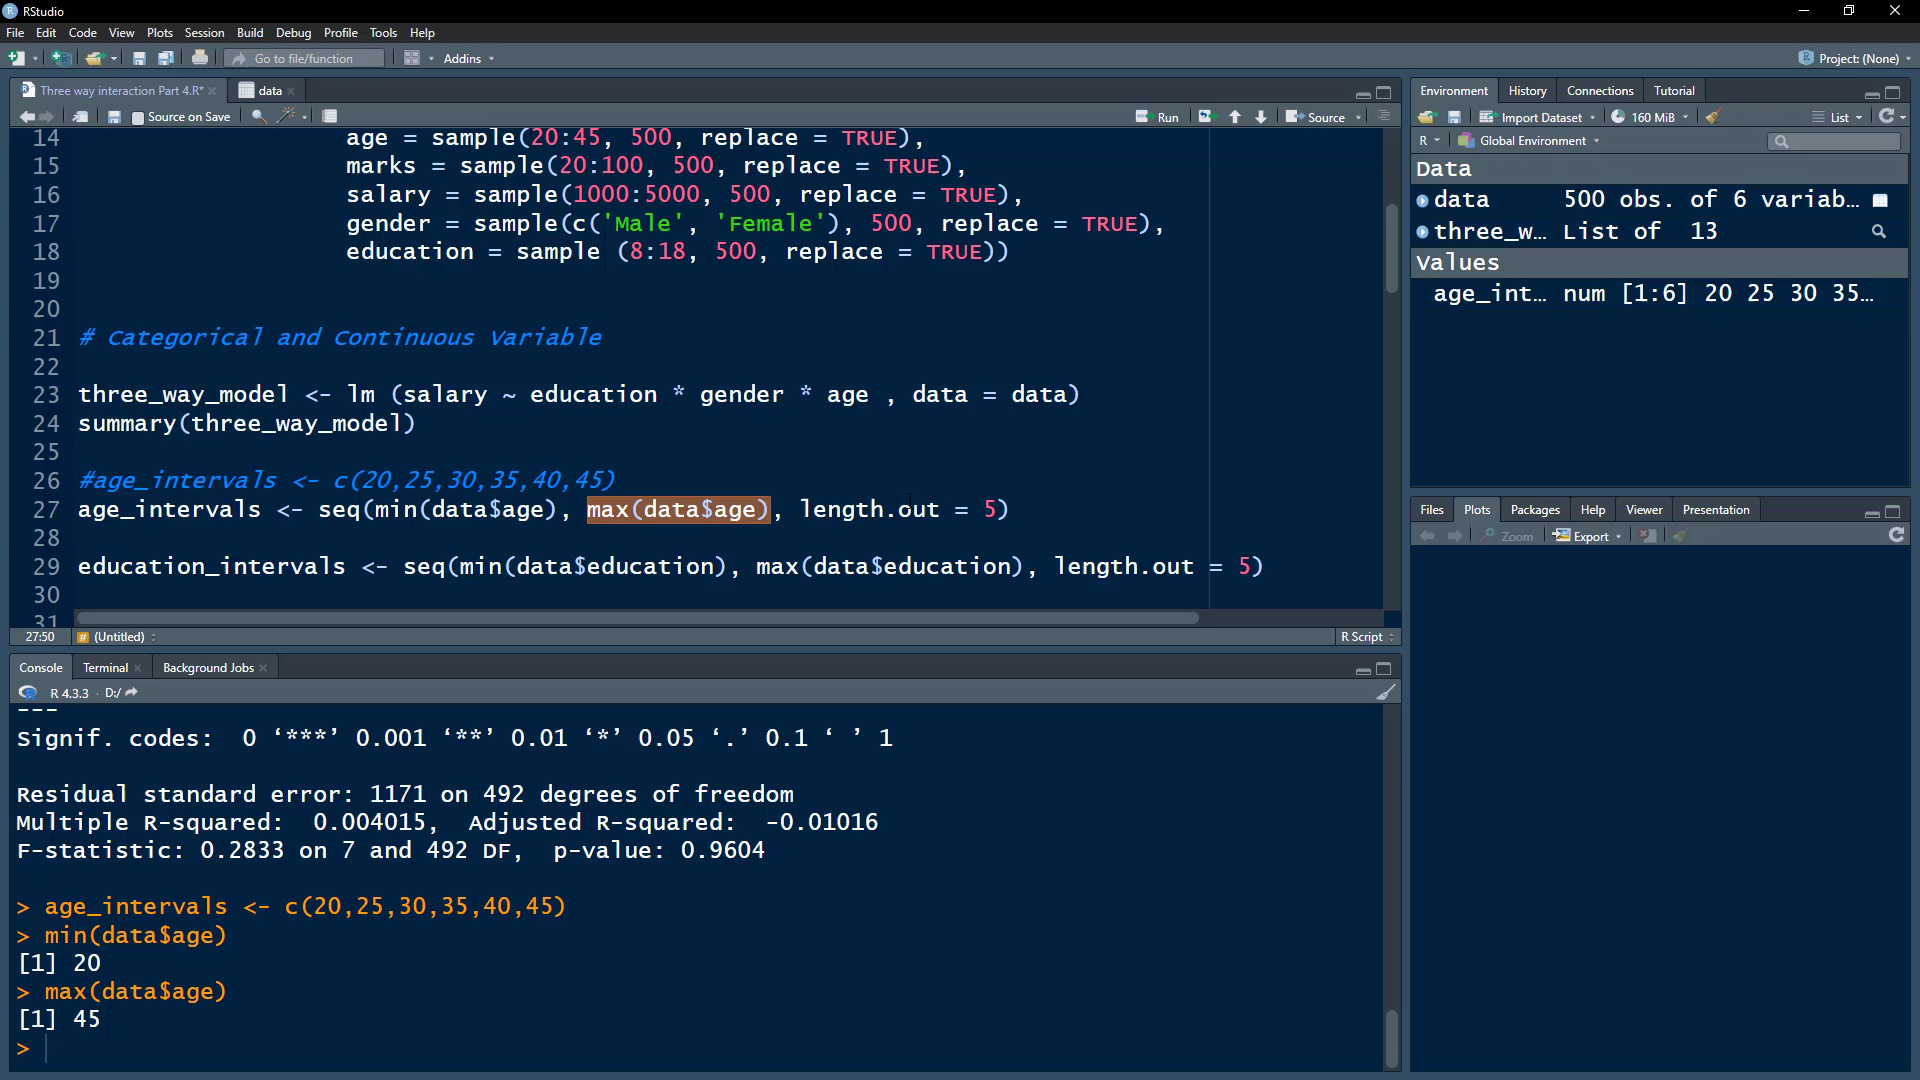 RStudio
File Edit Code View Plots Session Build Debug Profile Tools Help
Go to file/function Addins Project: (None)
Three way interaction Part 4.R* data
Source on Save Run Source
14 age = sample(20:45, 500, replace = TRUE),
15 marks = sample(20:100, 500, replace = TRUE),
16 salary = sample(1000:5000, 500, replace = TRUE),
17 gender = sample(c('Male', 'Female'), 500, replace = TRUE),
18 education = sample (8:18, 500, replace = TRUE))
19
20
21 # Categorical and Continuous Variable
22
23 three_way_model <- lm (salary ~ education * gender * age , data = data)
24 summary(three_way_model)
25
26 #age_intervals <- c(20,25,30,35,40,45)
27 age_intervals <- seq(min(data$age), max(data$age), length.out = 5)
28
29 education_intervals <- seq(min(data$education), max(data$education), length.out = 5)
30
31
27:50 # (Untitled) R Script
Console Terminal Background Jobs
R 4.3.3 · D:/
---
Signif. codes:  0 ‘***’ 0.001 ‘**’ 0.01 ‘*’ 0.05 ‘.’ 0.1 ‘ ’ 1
Residual standard error: 1171 on 492 degrees of freedom
Multiple R-squared:  0.004015,  Adjusted R-squared:  -0.01016
F-statistic: 0.2833 on 7 and 492 DF,  p-value: 0.9604
> age_intervals <- c(20,25,30,35,40,45)
> min(data$age)
[1] 20
> max(data$age)
[1] 45
>
Environment History Connections Tutorial
Import Dataset 160 MiB List
R Global Environment
Data
data 500 obs. of 6 variab…
three_w… List of 13
Values
age_int… num [1:6] 20 25 30 35…
Files Plots Packages Help Viewer Presentation
Zoom Export